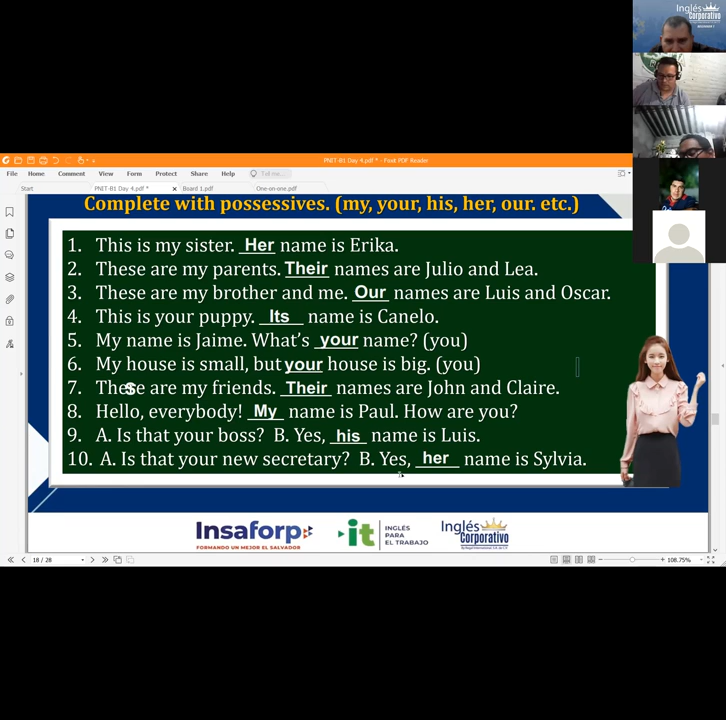 Inglés
Corporativo
BEGINNER 1
PNIT-B1 Day 4.pdf * - Foxit PDF Reader
File Home Comment View Form Protect Share Help Tell me...
Start PNIT-B1 Day 4.pdf * Board 1.pdf One-on-one.pdf
Complete with possessives. (my, your, his, her, our. etc.)
1. This is my sister. Her name is Erika.
2. These are my parents. Their names are Julio and Lea.
3. These are my brother and me. Our names are Luis and Oscar.
4. This is your puppy. Its name is Canelo.
5. My name is Jaime. What's your name? (you)
6. My house is small, but your house is big. (you)
7. These are my friends. Their names are John and Claire.
8. Hello, everybody! My name is Paul. How are you?
9. A. Is that your boss? B. Yes, his name is Luis.
10. A. Is that your new secretary? B. Yes, her name is Sylvia.
Insaforp
FORMANDO UN MEJOR EL SALVADOR
it INGLÉS PARA EL TRABAJO
Inglés
Corporativo
18 / 28
108.75%